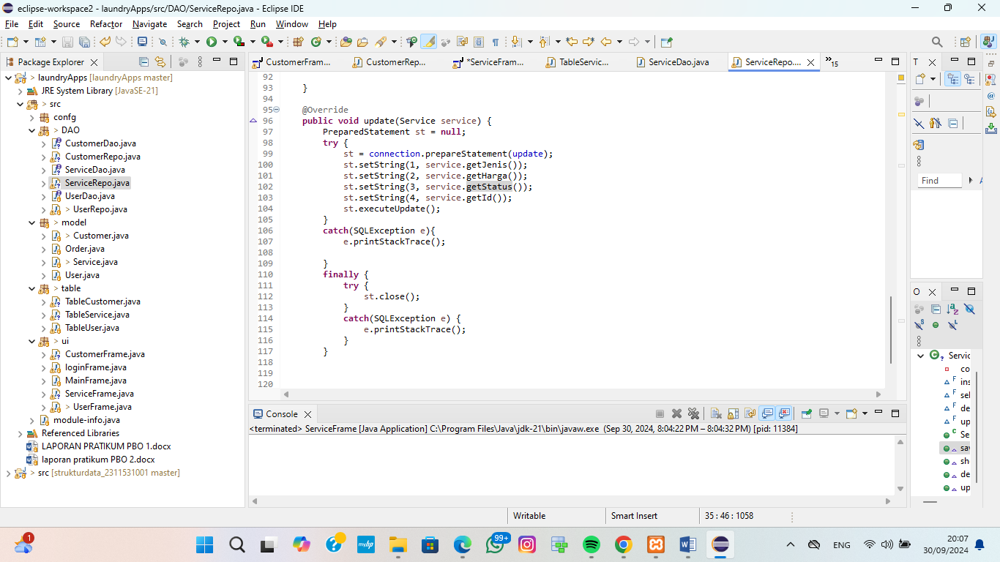 eclipse-workspace2 - laundryApps/src/DAO/ServiceRepo.java - Eclipse IDE
File Edit Source Refactor Navigate Search Project Run Window Help
Package Explorer
> laundryApps [laundryApps master]
JRE System Library [JavaSE-21]
> src
confg
> DAO
CustomerDao.java
CustomerRepo.java
ServiceDao.java
ServiceRepo.java
UserDao.java
> UserRepo.java
> model
> Customer.java
Order.java
> Service.java
User.java
> table
TableCustomer.java
TableService.java
TableUser.java
> ui
CustomerFrame.java
loginFrame.java
MainFrame.java
ServiceFrame.java
> UserFrame.java
module-info.java
Referenced Libraries
LAPORAN PRATIKUM PBO 1.docx
laporan pratikum PBO 2.docx
> src [strukturdata_2311531001 master]
CustomerFram... CustomerRep... *ServiceFram... TableServic... ServiceDao.java ServiceRepo.... »15
92
93 }
94
95 @Override
96 public void update(Service service) {
97 PreparedStatement st = null;
98 try {
99 st = connection.prepareStatement(update);
100 st.setString(1, service.getJenis());
101 st.setString(2, service.getHarga());
102 st.setString(3, service.getStatus());
103 st.setString(4, service.getId());
104 st.executeUpdate();
105 }
106 catch(SQLException e){
107 e.printStackTrace();
108
109 }
110 finally {
111 try {
112 st.close();
113 }
114 catch(SQLException e) {
115 e.printStackTrace();
116 }
117 }
118
119
120
Console
<terminated> ServiceFrame [Java Application] C:\Program Files\Java\jdk-21\bin\javaw.exe (Sep 30, 2024, 8:04:22 PM – 8:04:32 PM) [pid: 11384]
T
Find
O
Servic
co
ins
sel
de
up
Se
sav
sh
de
up
Writable Smart Insert 35 : 46 : 1058
1
myhp
99+
ENG
20:07
30/09/2024